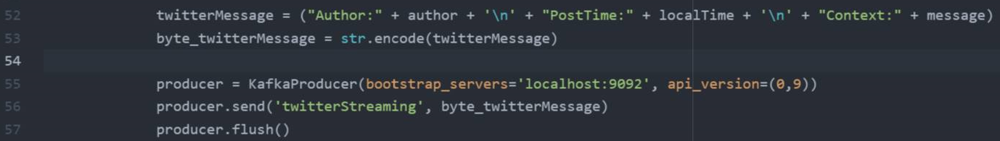 52 twitterMessage = ("Author:" + author + '\n' + "PostTime:" + localTime + '\n' + "Context:" + message)
53 byte_twitterMessage = str.encode(twitterMessage)
54
55 producer = KafkaProducer(bootstrap_servers='localhost:9092', api_version=(0,9))
56 producer.send('twitterStreaming', byte_twitterMessage)
57 producer.flush()